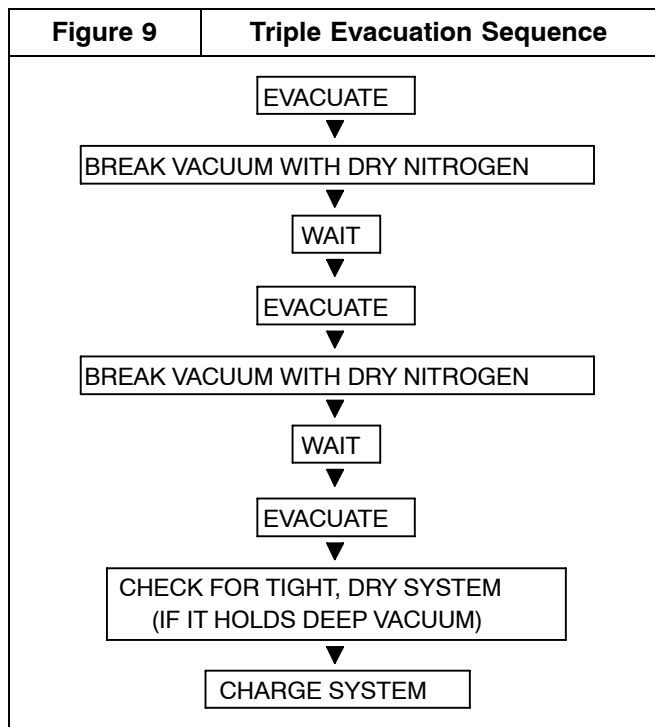 Figure 9 Triple Evacuation Sequence
EVACUATE
BREAK VACUUM WITH DRY NITROGEN
WAIT
EVACUATE
BREAK VACUUM WITH DRY NITROGEN
WAIT
EVACUATE
CHECK FOR TIGHT, DRY SYSTEM
(IF IT HOLDS DEEP VACUUM)
CHARGE SYSTEM